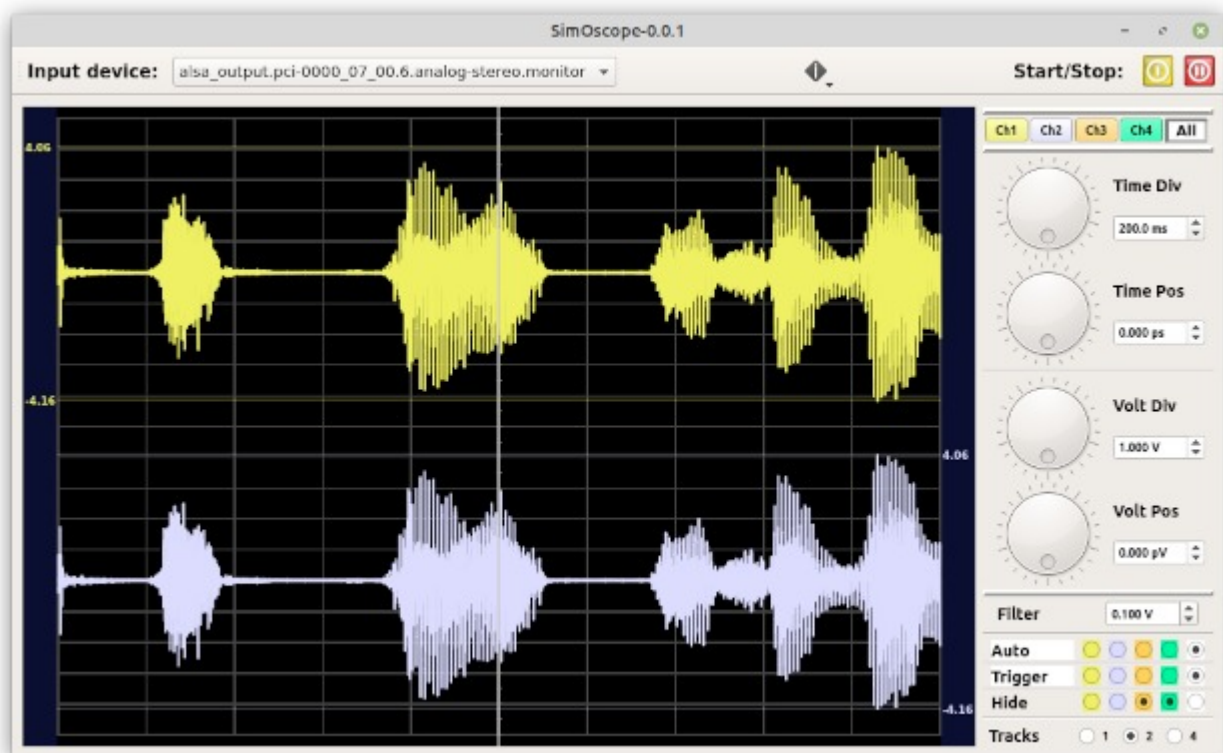 SimOscope-0.0.1
Input device: alsa_output.pci-0000_07_00.6.analog-stereo.monitor
Start/Stop:
Ch1 Ch2 Ch3 Ch4 All
4.06
-4.16
4.06
-4.16
Time Div
200.0 ms
Time Pos
0.000 ps
Volt Div
1.000 V
Volt Pos
0.000 pV
Filter 0.100 V
Auto
Trigger
Hide
Tracks 1 2 4